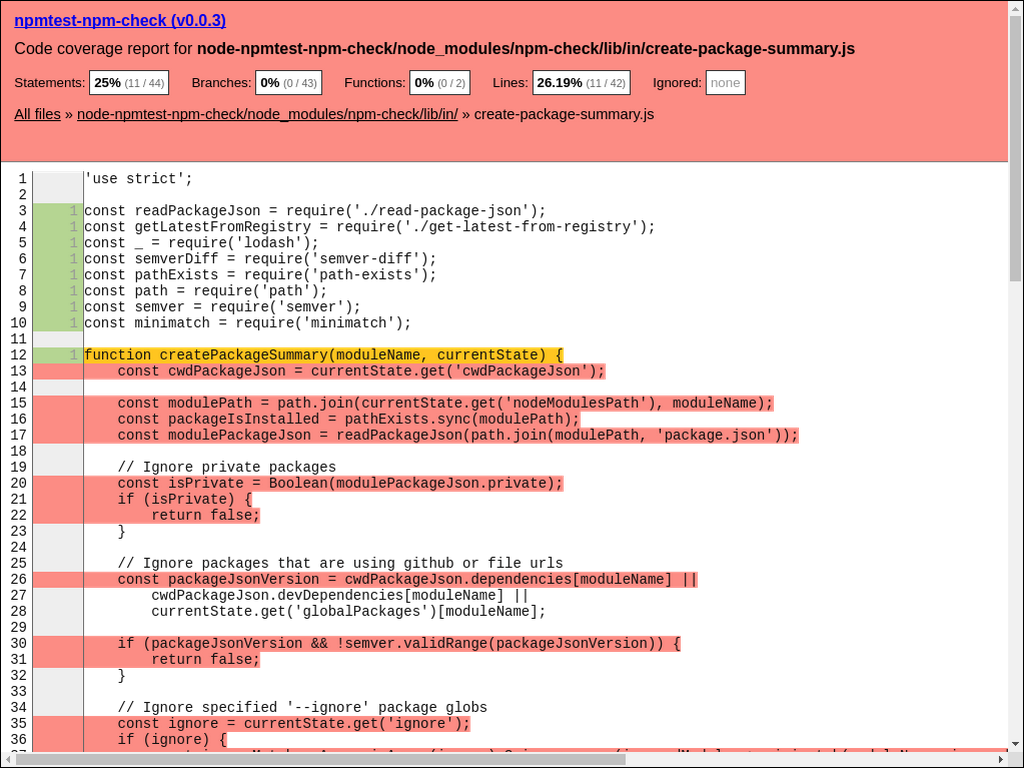 npmtest-npm-check (v0.0.3)
Code coverage report for node-npmtest-npm-check/node_modules/npm-check/lib/in/create-package-summary.js
Statements: 25% (11 / 44) Branches: 0% (0 / 43) Functions: 0% (0 / 2) Lines: 26.19% (11 / 42) Ignored: none
All files » node-npmtest-npm-check/node_modules/npm-check/lib/in/ » create-package-summary.js
1 'use strict';
2
3 1 const readPackageJson = require('./read-package-json');
4 1 const getLatestFromRegistry = require('./get-latest-from-registry');
5 1 const _ = require('lodash');
6 1 const semverDiff = require('semver-diff');
7 1 const pathExists = require('path-exists');
8 1 const path = require('path');
9 1 const semver = require('semver');
10 1 const minimatch = require('minimatch');
11
12 1 function createPackageSummary(moduleName, currentState) {
13 const cwdPackageJson = currentState.get('cwdPackageJson');
14
15 const modulePath = path.join(currentState.get('nodeModulesPath'), moduleName);
16 const packageIsInstalled = pathExists.sync(modulePath);
17 const modulePackageJson = readPackageJson(path.join(modulePath, 'package.json'));
18
19 // Ignore private packages
20 const isPrivate = Boolean(modulePackageJson.private);
21 if (isPrivate) {
22 return false;
23 }
24
25 // Ignore packages that are using github or file urls
26 const packageJsonVersion = cwdPackageJson.dependencies[moduleName] ||
27 cwdPackageJson.devDependencies[moduleName] ||
28 currentState.get('globalPackages')[moduleName];
29
30 if (packageJsonVersion && !semver.validRange(packageJsonVersion)) {
31 return false;
32 }
33
34 // Ignore specified '--ignore' package globs
35 const ignore = currentState.get('ignore');
36 if (ignore) {